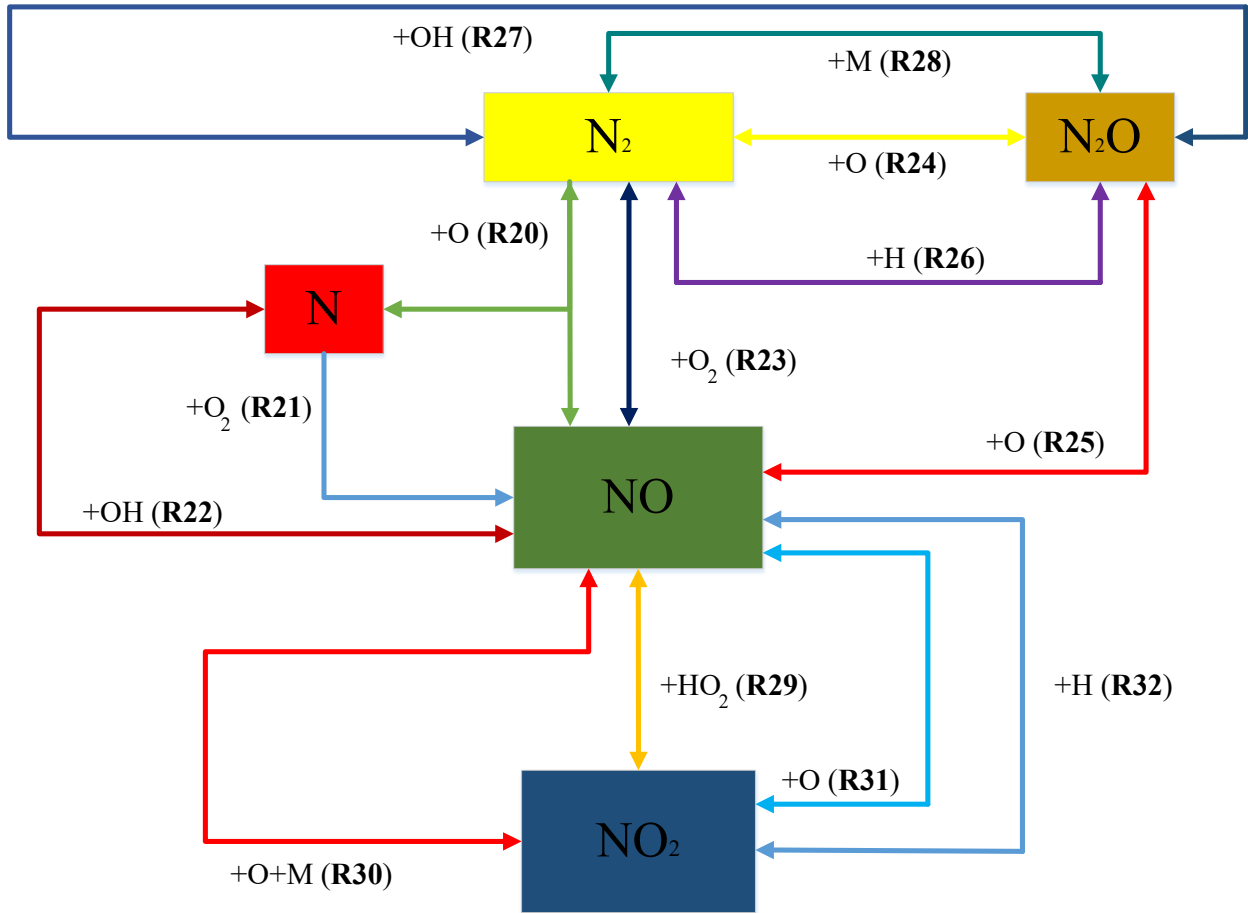 +OH (R27)
+M (R28)
N₂
N₂O
+O (R24)
+O (R20)
+H (R26)
N
+O₂ (R23)
+O₂ (R21)
+O (R25)
NO
+OH (R22)
+HO₂ (R29)
+H (R32)
+O (R31)
NO₂
+O+M (R30)